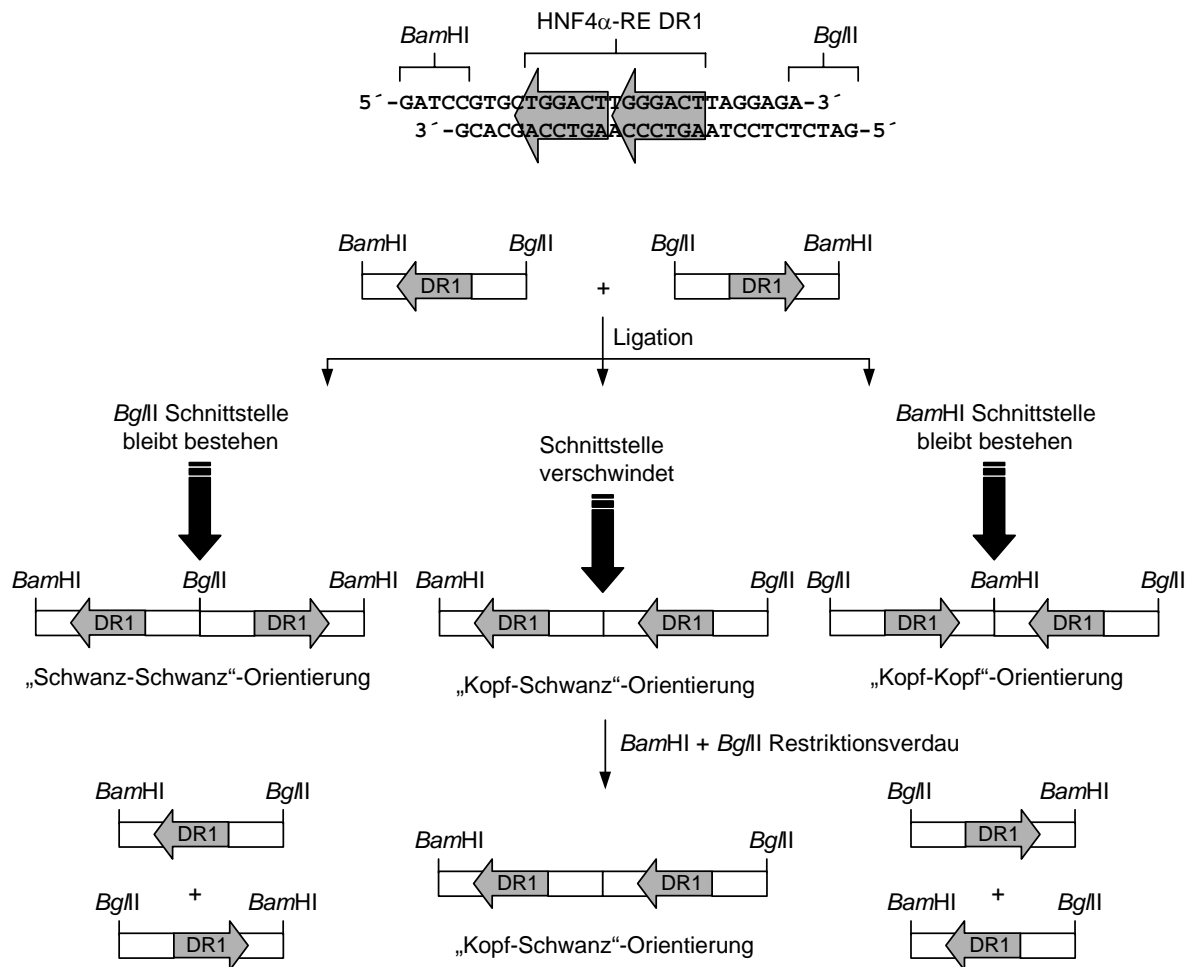 HNF4α-RE DR1
BamHI BglII
5´-GATCCGTGCTGGACTTGGGACTTAGGAGA-3´
3´-GCACGACCTGAACCCTGAATCCTCTCTAG-5´
BamHI BglII BglII BamHI
DR1 + DR1
Ligation
BglII Schnittstelle
bleibt bestehen
Schnittstelle
verschwindet
BamHI Schnittstelle
bleibt bestehen
BamHI BglII BamHI BamHI BglII BglII BamHI BglII
DR1 DR1 DR1 DR1 DR1 DR1
„Schwanz-Schwanz“-Orientierung „Kopf-Schwanz“-Orientierung „Kopf-Kopf“-Orientierung
BamHI + BglII Restriktionsverdau
BamHI BglII BglII BamHI
DR1 DR1
BamHI BglII
DR1 DR1
+ +
BglII BamHI BamHI BglII
DR1 DR1
„Kopf-Schwanz“-Orientierung